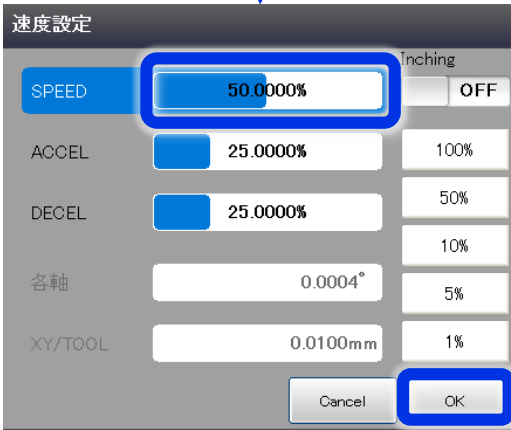 速度設定
Inching
SPEED 50.0000% OFF
ACCEL 25.0000% 100%
DECEL 25.0000% 50%
10%
各軸 0.0004° 5%
XY/TOOL 0.0100mm 1%
Cancel OK